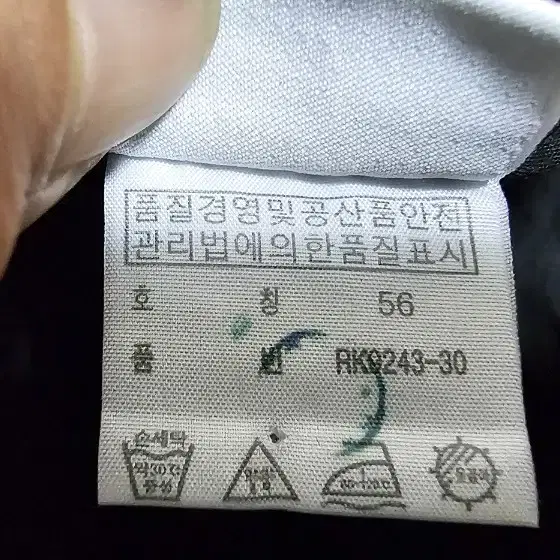 품질경영및공산품안전
관리법에의한품질표시
호 칭 56
품 번 RK9243-30
손세탁
약30℃
중성